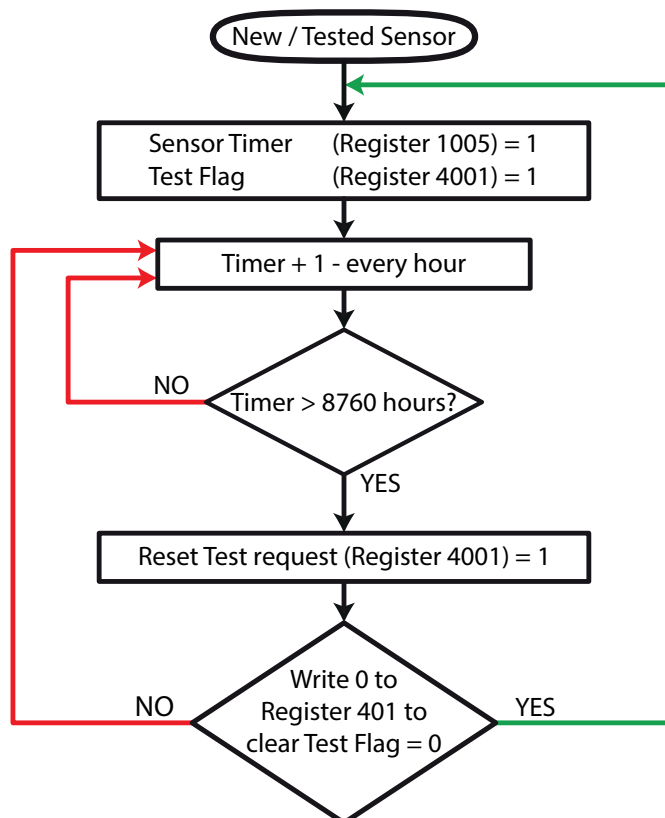 New / Tested Sensor
Sensor Timer (Register 1005) = 1
Test Flag (Register 4001) = 1
Timer + 1 - every hour
NO
Timer > 8760 hours?
YES
Reset Test request (Register 4001) = 1
Write 0 to
NO
Register 401 to
YES
clear Test Flag = 0